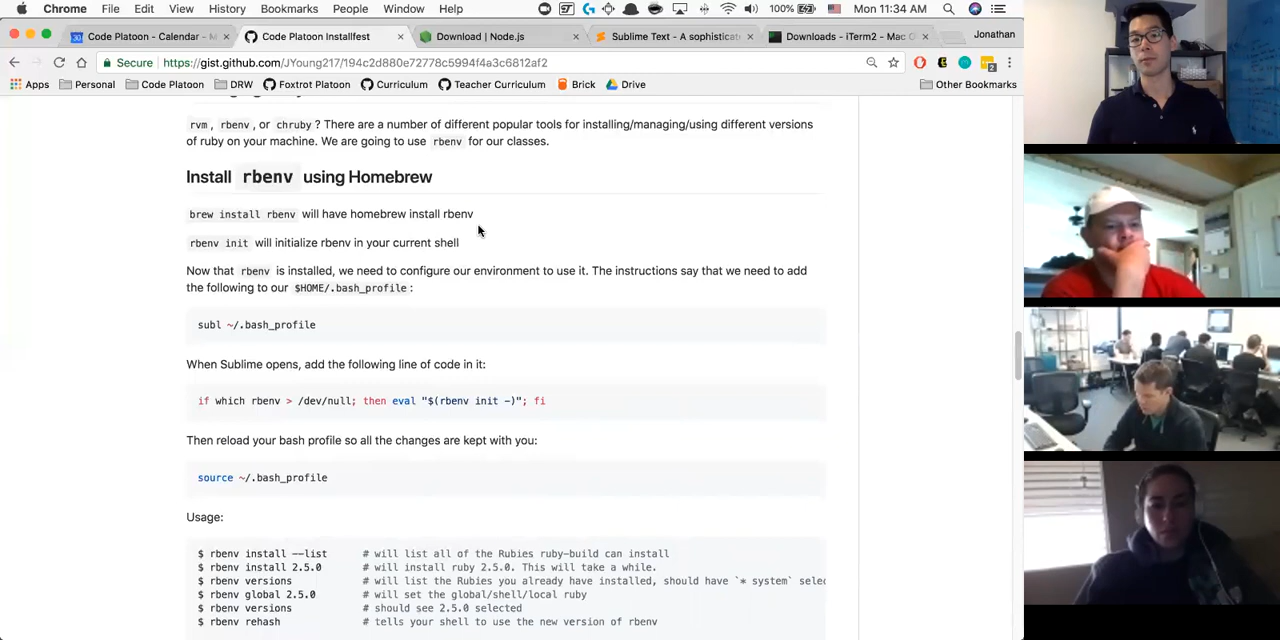 Chrome File Edit View History Bookmarks People Window Help 100% Mon 11:34 AM
Code Platoon - Calendar - M Code Platoon Installfest Download | Node.js Sublime Text - A sophisticate Downloads - iTerm2 - Mac O Jonathan
Secure https://gist.github.com/JYoung217/194c2d880e72778c5994f4a3c6812af2
Apps Personal Code Platoon DRW Foxtrot Platoon Curriculum Teacher Curriculum Brick Drive Other Bookmarks
rvm, rbenv, or chruby? There are a number of different popular tools for installing/managing/using different versions
of ruby on your machine. We are going to use rbenv for our classes.
Install rbenv using Homebrew
brew install rbenv will have homebrew install rbenv
rbenv init will initialize rbenv in your current shell
Now that rbenv is installed, we need to configure our environment to use it. The instructions say that we need to add
the following to our $HOME/.bash_profile:
subl ~/.bash_profile
When Sublime opens, add the following line of code in it:
if which rbenv > /dev/null; then eval "$(rbenv init -)"; fi
Then reload your bash profile so all the changes are kept with you:
source ~/.bash_profile
Usage:
$ rbenv install --list # will list all of the Rubies ruby-build can install
$ rbenv install 2.5.0 # will install ruby 2.5.0. This will take a while.
$ rbenv versions # will list the Rubies you already have installed, should have `* system` selec
$ rbenv global 2.5.0 # will set the global/shell/local ruby
$ rbenv versions # should see 2.5.0 selected
$ rbenv rehash # tells your shell to use the new version of rbenv